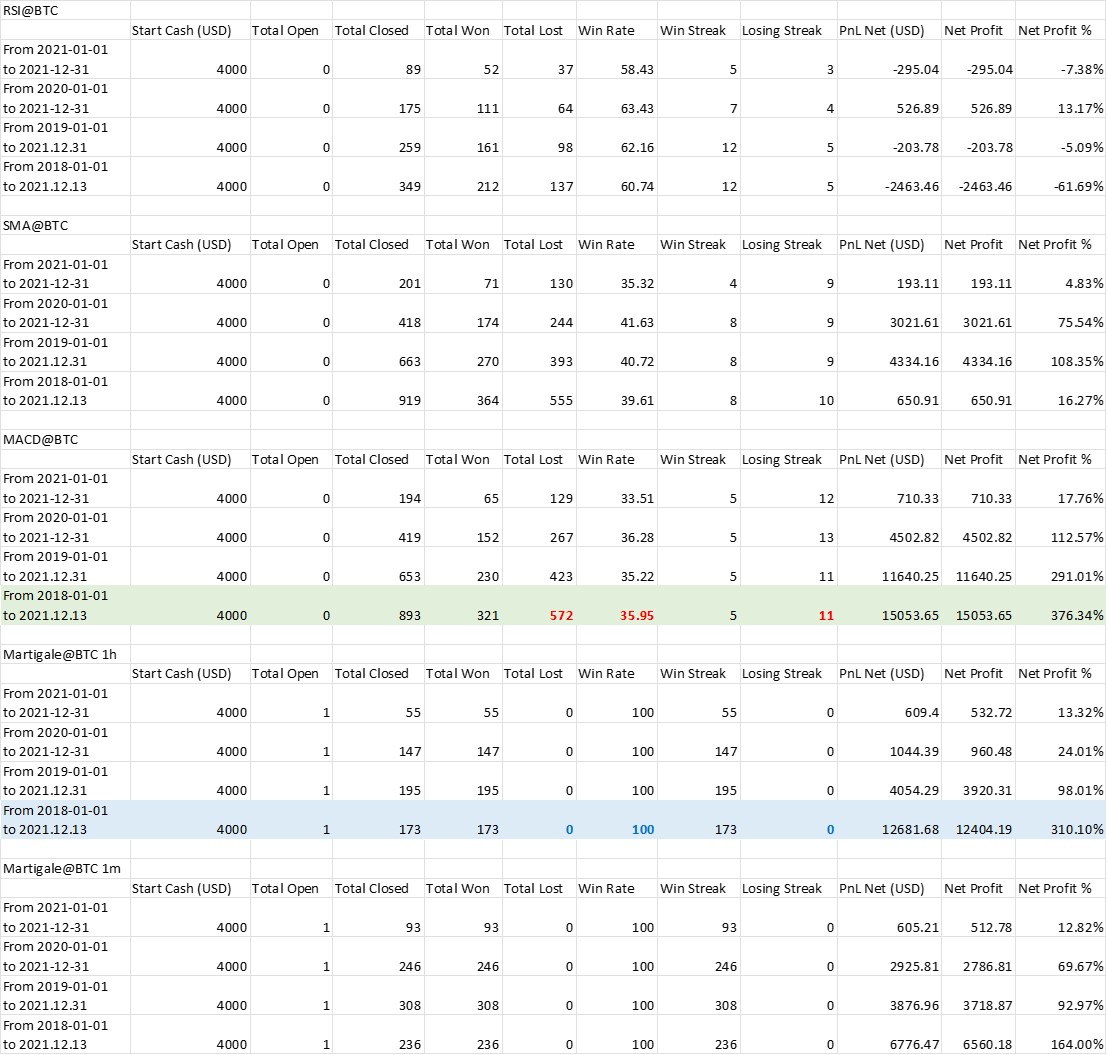 RSI@BTC
Start Cash (USD) Total Open Total Closed Total Won Total Lost Win Rate Win Streak Losing Streak PnL Net (USD) Net Profit Net Profit %
From 2021-01-01
to 2021-12-31 4000 0 89 52 37 58.43 5 3 -295.04 -295.04 -7.38%
From 2020-01-01
to 2021-12-31 4000 0 175 111 64 63.43 7 4 526.89 526.89 13.17%
From 2019-01-01
to 2021.12.31 4000 0 259 161 98 62.16 12 5 -203.78 -203.78 -5.09%
From 2018-01-01
to 2021.12.13 4000 0 349 212 137 60.74 12 5 -2463.46 -2463.46 -61.69%
SMA@BTC
Start Cash (USD) Total Open Total Closed Total Won Total Lost Win Rate Win Streak Losing Streak PnL Net (USD) Net Profit Net Profit %
From 2021-01-01
to 2021-12-31 4000 0 201 71 130 35.32 4 9 193.11 193.11 4.83%
From 2020-01-01
to 2021-12-31 4000 0 418 174 244 41.63 8 9 3021.61 3021.61 75.54%
From 2019-01-01
to 2021.12.31 4000 0 663 270 393 40.72 8 9 4334.16 4334.16 108.35%
From 2018-01-01
to 2021.12.13 4000 0 919 364 555 39.61 8 10 650.91 650.91 16.27%
MACD@BTC
Start Cash (USD) Total Open Total Closed Total Won Total Lost Win Rate Win Streak Losing Streak PnL Net (USD) Net Profit Net Profit %
From 2021-01-01
to 2021-12-31 4000 0 194 65 129 33.51 5 12 710.33 710.33 17.76%
From 2020-01-01
to 2021-12-31 4000 0 419 152 267 36.28 5 13 4502.82 4502.82 112.57%
From 2019-01-01
to 2021.12.31 4000 0 653 230 423 35.22 5 11 11640.25 11640.25 291.01%
From 2018-01-01
to 2021.12.13 4000 0 893 321 572 35.95 5 11 15053.65 15053.65 376.34%
Martigale@BTC 1h
Start Cash (USD) Total Open Total Closed Total Won Total Lost Win Rate Win Streak Losing Streak PnL Net (USD) Net Profit Net Profit %
From 2021-01-01
to 2021-12-31 4000 1 55 55 0 100 55 0 609.4 532.72 13.32%
From 2020-01-01
to 2021-12-31 4000 1 147 147 0 100 147 0 1044.39 960.48 24.01%
From 2019-01-01
to 2021.12.31 4000 1 195 195 0 100 195 0 4054.29 3920.31 98.01%
From 2018-01-01
to 2021.12.13 4000 1 173 173 0 100 173 0 12681.68 12404.19 310.10%
Martigale@BTC 1m
Start Cash (USD) Total Open Total Closed Total Won Total Lost Win Rate Win Streak Losing Streak PnL Net (USD) Net Profit Net Profit %
From 2021-01-01
to 2021-12-31 4000 1 93 93 0 100 93 0 605.21 512.78 12.82%
From 2020-01-01
to 2021-12-31 4000 1 246 246 0 100 246 0 2925.81 2786.81 69.67%
From 2019-01-01
to 2021.12.31 4000 1 308 308 0 100 308 0 3876.96 3718.87 92.97%
From 2018-01-01
to 2021.12.13 4000 1 236 236 0 100 236 0 6776.47 6560.18 164.00%